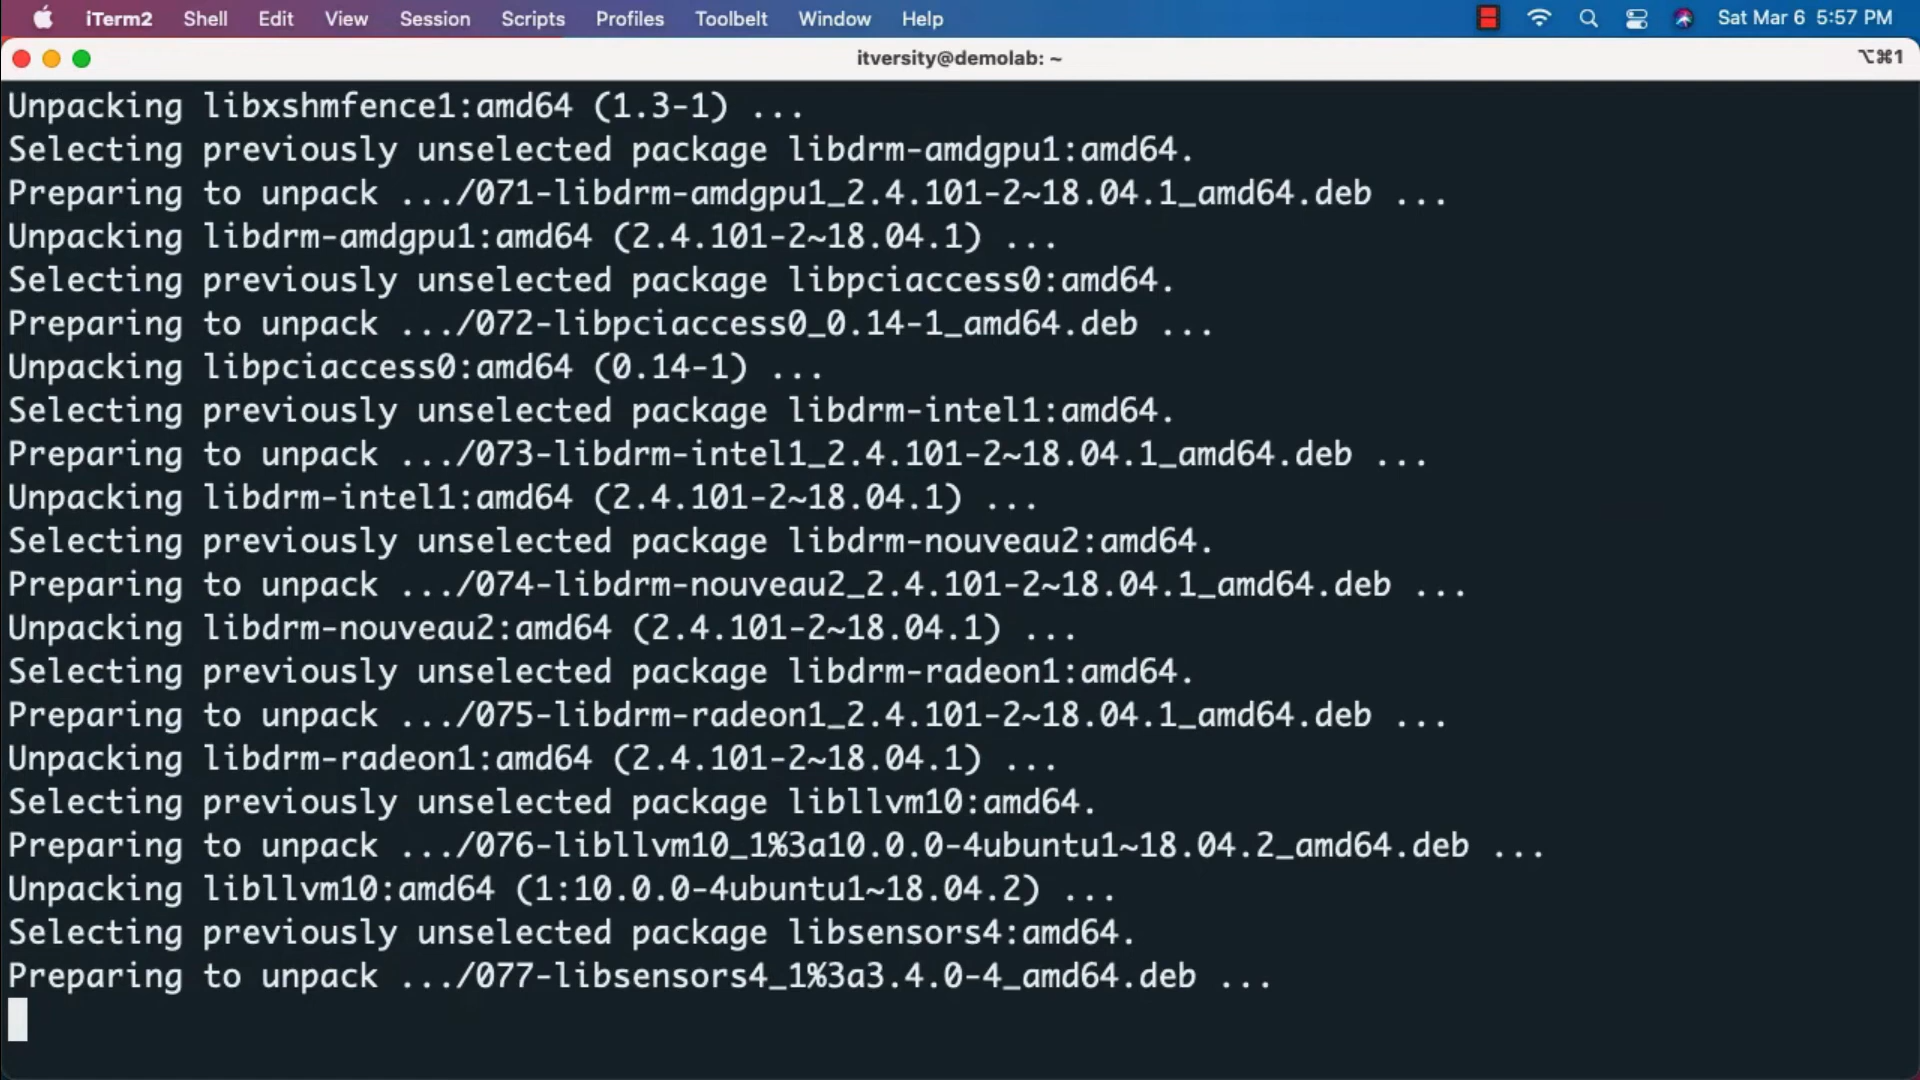 iTerm2 Shell Edit View Session Scripts Profiles Toolbelt Window Help Sat Mar 6 5:57 PM
itversity@demolab: ~ ⌥⌘1
Unpacking libxshmfence1:amd64 (1.3-1) ...
Selecting previously unselected package libdrm-amdgpu1:amd64.
Preparing to unpack .../071-libdrm-amdgpu1_2.4.101-2~18.04.1_amd64.deb ...
Unpacking libdrm-amdgpu1:amd64 (2.4.101-2~18.04.1) ...
Selecting previously unselected package libpciaccess0:amd64.
Preparing to unpack .../072-libpciaccess0_0.14-1_amd64.deb ...
Unpacking libpciaccess0:amd64 (0.14-1) ...
Selecting previously unselected package libdrm-intel1:amd64.
Preparing to unpack .../073-libdrm-intel1_2.4.101-2~18.04.1_amd64.deb ...
Unpacking libdrm-intel1:amd64 (2.4.101-2~18.04.1) ...
Selecting previously unselected package libdrm-nouveau2:amd64.
Preparing to unpack .../074-libdrm-nouveau2_2.4.101-2~18.04.1_amd64.deb ...
Unpacking libdrm-nouveau2:amd64 (2.4.101-2~18.04.1) ...
Selecting previously unselected package libdrm-radeon1:amd64.
Preparing to unpack .../075-libdrm-radeon1_2.4.101-2~18.04.1_amd64.deb ...
Unpacking libdrm-radeon1:amd64 (2.4.101-2~18.04.1) ...
Selecting previously unselected package libllvm10:amd64.
Preparing to unpack .../076-libllvm10_1%3a10.0.0-4ubuntu1~18.04.2_amd64.deb ...
Unpacking libllvm10:amd64 (1:10.0.0-4ubuntu1~18.04.2) ...
Selecting previously unselected package libsensors4:amd64.
Preparing to unpack .../077-libsensors4_1%3a3.4.0-4_amd64.deb ...